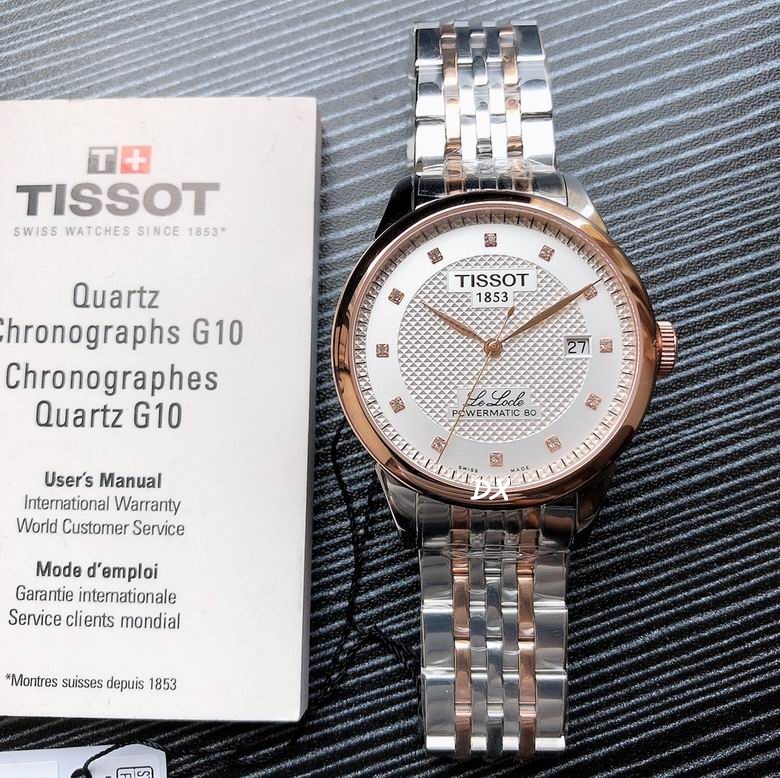 T+
TISSOT
SWISS WATCHES SINCE 1853*
Quartz
Chronographs G10
Chronographes
Quartz G10
User's Manual
International Warranty
World Customer Service
Mode d'emploi
Garantie internationale
Service clients mondial
*Montres suisses depuis 1853
TISSOT
1853
27
Le Locle
POWERMATIC 80
SWISS MADE
DX